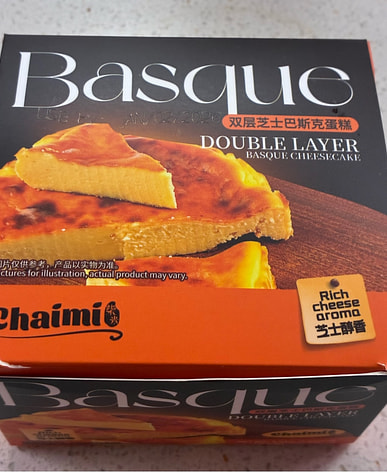 Basque
双层芝士巴斯克蛋糕
DOUBLE LAYER
BASQUE CHEESECAKE
片仅供参考，产品以实物为准。
ctures for illustration, actual product may vary.
Chaimi
Rich
cheese
aroma
芝士醇香
Basque
DOUBLE LAYER